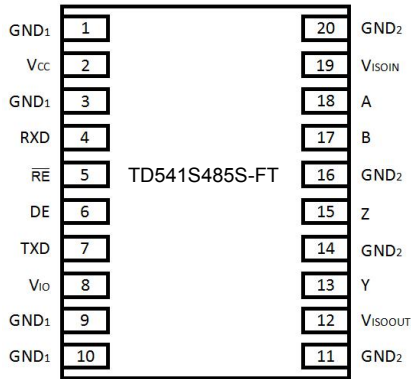 GND1 1 20 GND2
VCC 2 19 VISOIN
GND1 3 18 A
RXD 4 17 B
RE 5 TD541S485S-FT 16 GND2
DE 6 15 Z
TXD 7 14 GND2
VIO 8 13 Y
GND1 9 12 VISOOUT
GND1 10 11 GND2